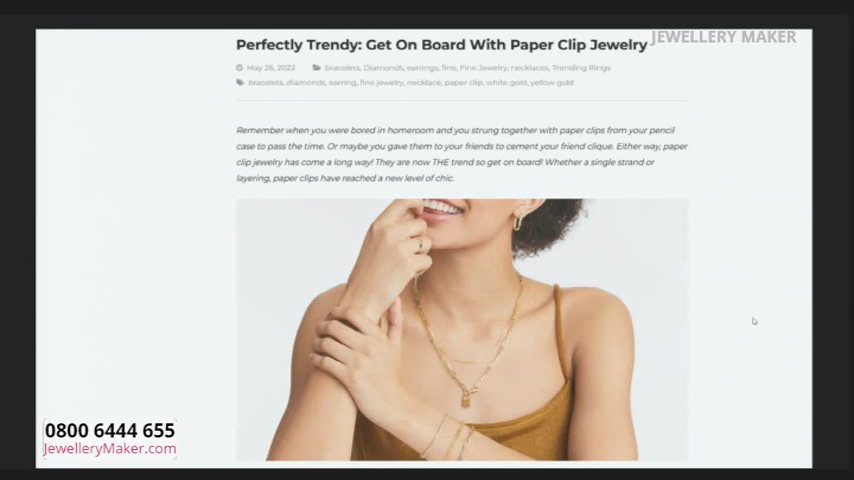 JEWELLERY MAKER
Perfectly Trendy: Get On Board With Paper Clip Jewelry
May 26, 2022 bracelets, Diamonds, earrings, fine, Fine Jewelry, necklaces, Trending Rings
bracelets, diamonds, earring, fine jewelry, necklace, paper clip, white gold, yellow gold
Remember when you were bored in homeroom and you strung together with paper clips from your pencil
case to pass the time. Or maybe you gave them to your friends to cement your friend clique. Either way, paper
clip jewelry has come a long way! They are now THE trend so get on board! Whether a single strand or
layering, paper clips have reached a new level of chic.
0800 6444 655
JewelleryMaker.com